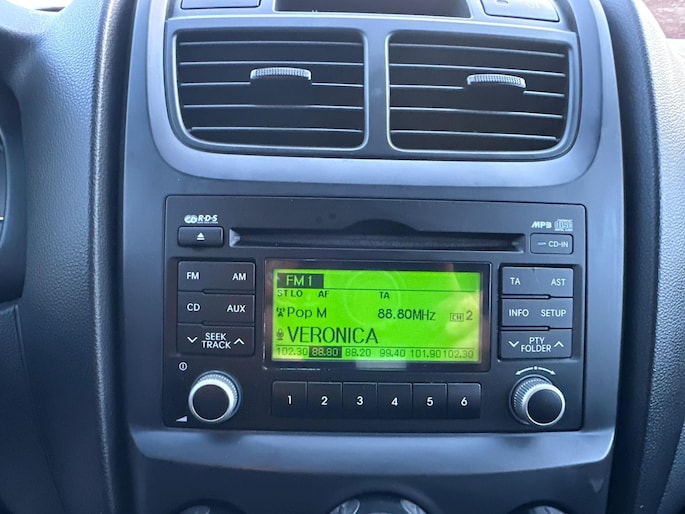 RDS
MP3
CD-IN
FM AM
CD AUX
SEEK
TRACK
FM1
ST LO AF TA
Pop M 88.80MHz CH 2
VERONICA
102.30 88.80 88.20 99.40 101.90 102.30
TA AST
INFO SETUP
PTY
FOLDER
1 2 3 4 5 6